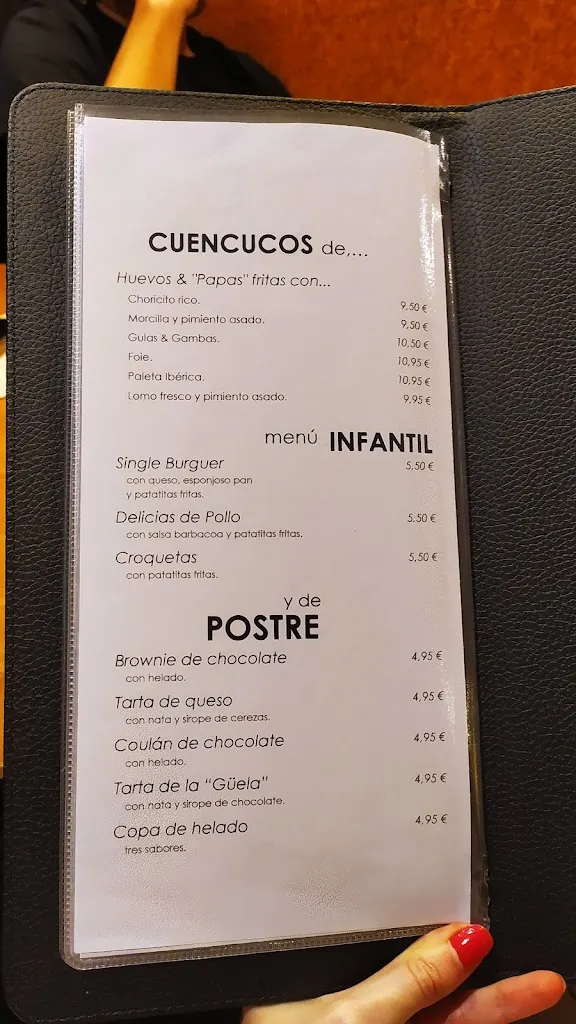 CUENCUCOS de,...
Huevos & "Papas" fritas con...
Choricito rico. 9,50 €
Morcilla y pimiento asado. 9,50 €
Gulas & Gambas. 10,50 €
Foie. 10,95 €
Paleta Ibérica. 10,95 €
Lomo fresco y pimiento asado. 9,95 €
menú INFANTIL
Single Burguer 5,50 €
con queso, esponjoso pan
y patatitas fritas.
Delicias de Pollo 5,50 €
con salsa barbacoa y patatitas fritas.
Croquetas 5,50 €
con patatitas fritas.
y de
POSTRE
Brownie de chocolate 4,95 €
con helado.
Tarta de queso 4,95 €
con nata y sirope de cerezas.
Coulán de chocolate 4,95 €
con helado.
Tarta de la “Güela” 4,95 €
con nata y sirope de chocolate.
Copa de helado 4,95 €
tres sabores.